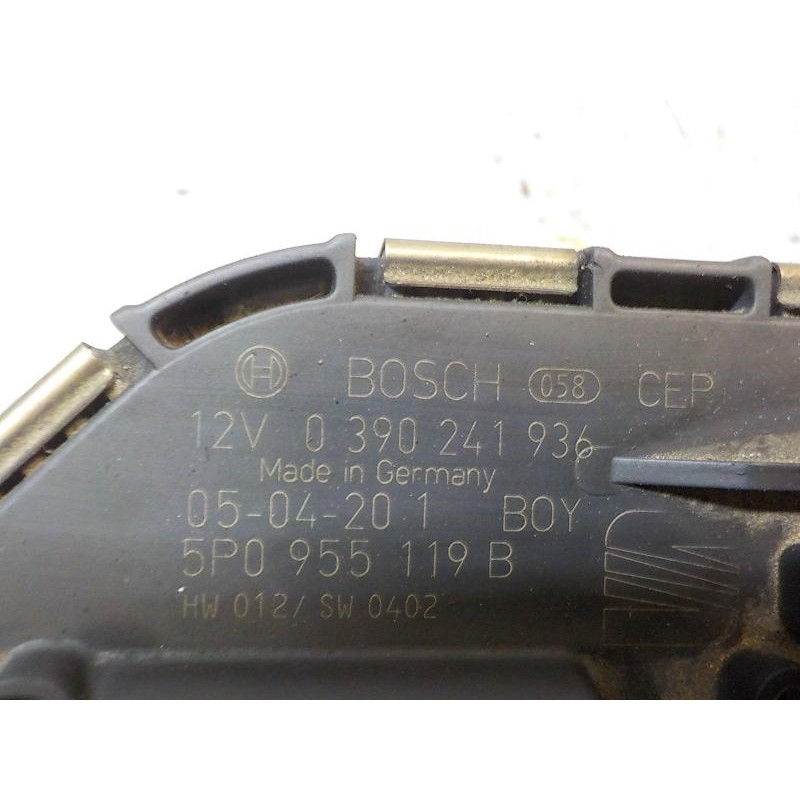 H BOSCH 058 CEP
12V 0 390 241 936
Made in Germany
05-04-20 1 BOY
5P0 955 119 B
HW 012/ SW 0402